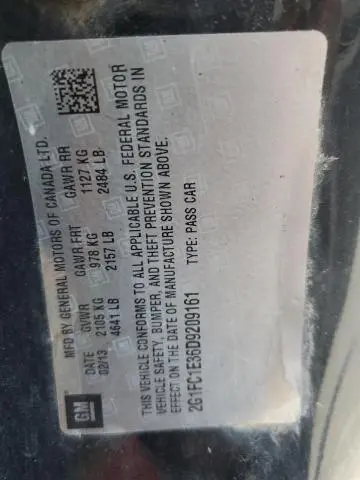 MFD BY GENERAL MOTORS OF CANADA LTD.
DATE GVWR GAWR FRT GAWR RR
02/13 2105 KG 978 KG 1127 KG
4641 LB 2157 LB 2484 LB
THIS VEHICLE CONFORMS TO ALL APPLICABLE U.S. FEDERAL MOTOR
VEHICLE SAFETY, BUMPER, AND THEFT PREVENTION STANDARDS IN
EFFECT ON THE DATE OF MANUFACTURE SHOWN ABOVE.
2G1FC1E36D9209161 TYPE: PASS CAR
GM